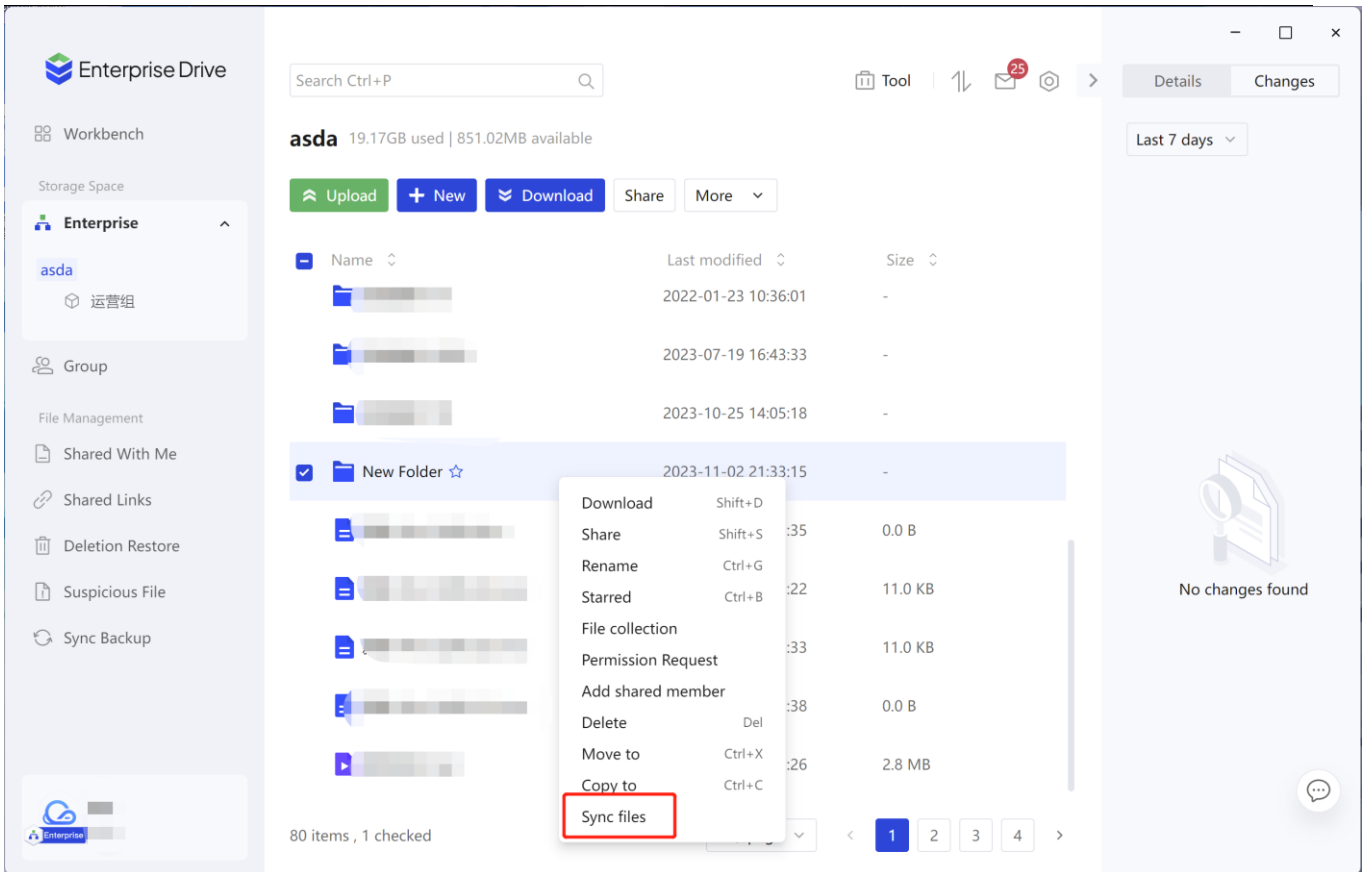 Enterprise Drive
Workbench
Storage Space
Enterprise
asda
运营组
Group
File Management
Shared With Me
Shared Links
Deletion Restore
Suspicious File
Sync Backup
Enterprise
Search Ctrl+P
Tool
25
asda 19.17GB used | 851.02MB available
Upload New Download Share More
Name Last modified Size
2022-01-23 10:36:01 -
2023-07-19 16:43:33 -
2023-10-25 14:05:18 -
New Folder 2023-11-02 21:33:15 -
:35 0.0 B
:22 11.0 KB
:33 11.0 KB
:38 0.0 B
:26 2.8 MB
Download Shift+D
Share Shift+S
Rename Ctrl+G
Starred Ctrl+B
File collection
Permission Request
Add shared member
Delete Del
Move to Ctrl+X
Copy to Ctrl+C
Sync files
80 items , 1 checked
1 2 3 4
Details Changes
Last 7 days
No changes found